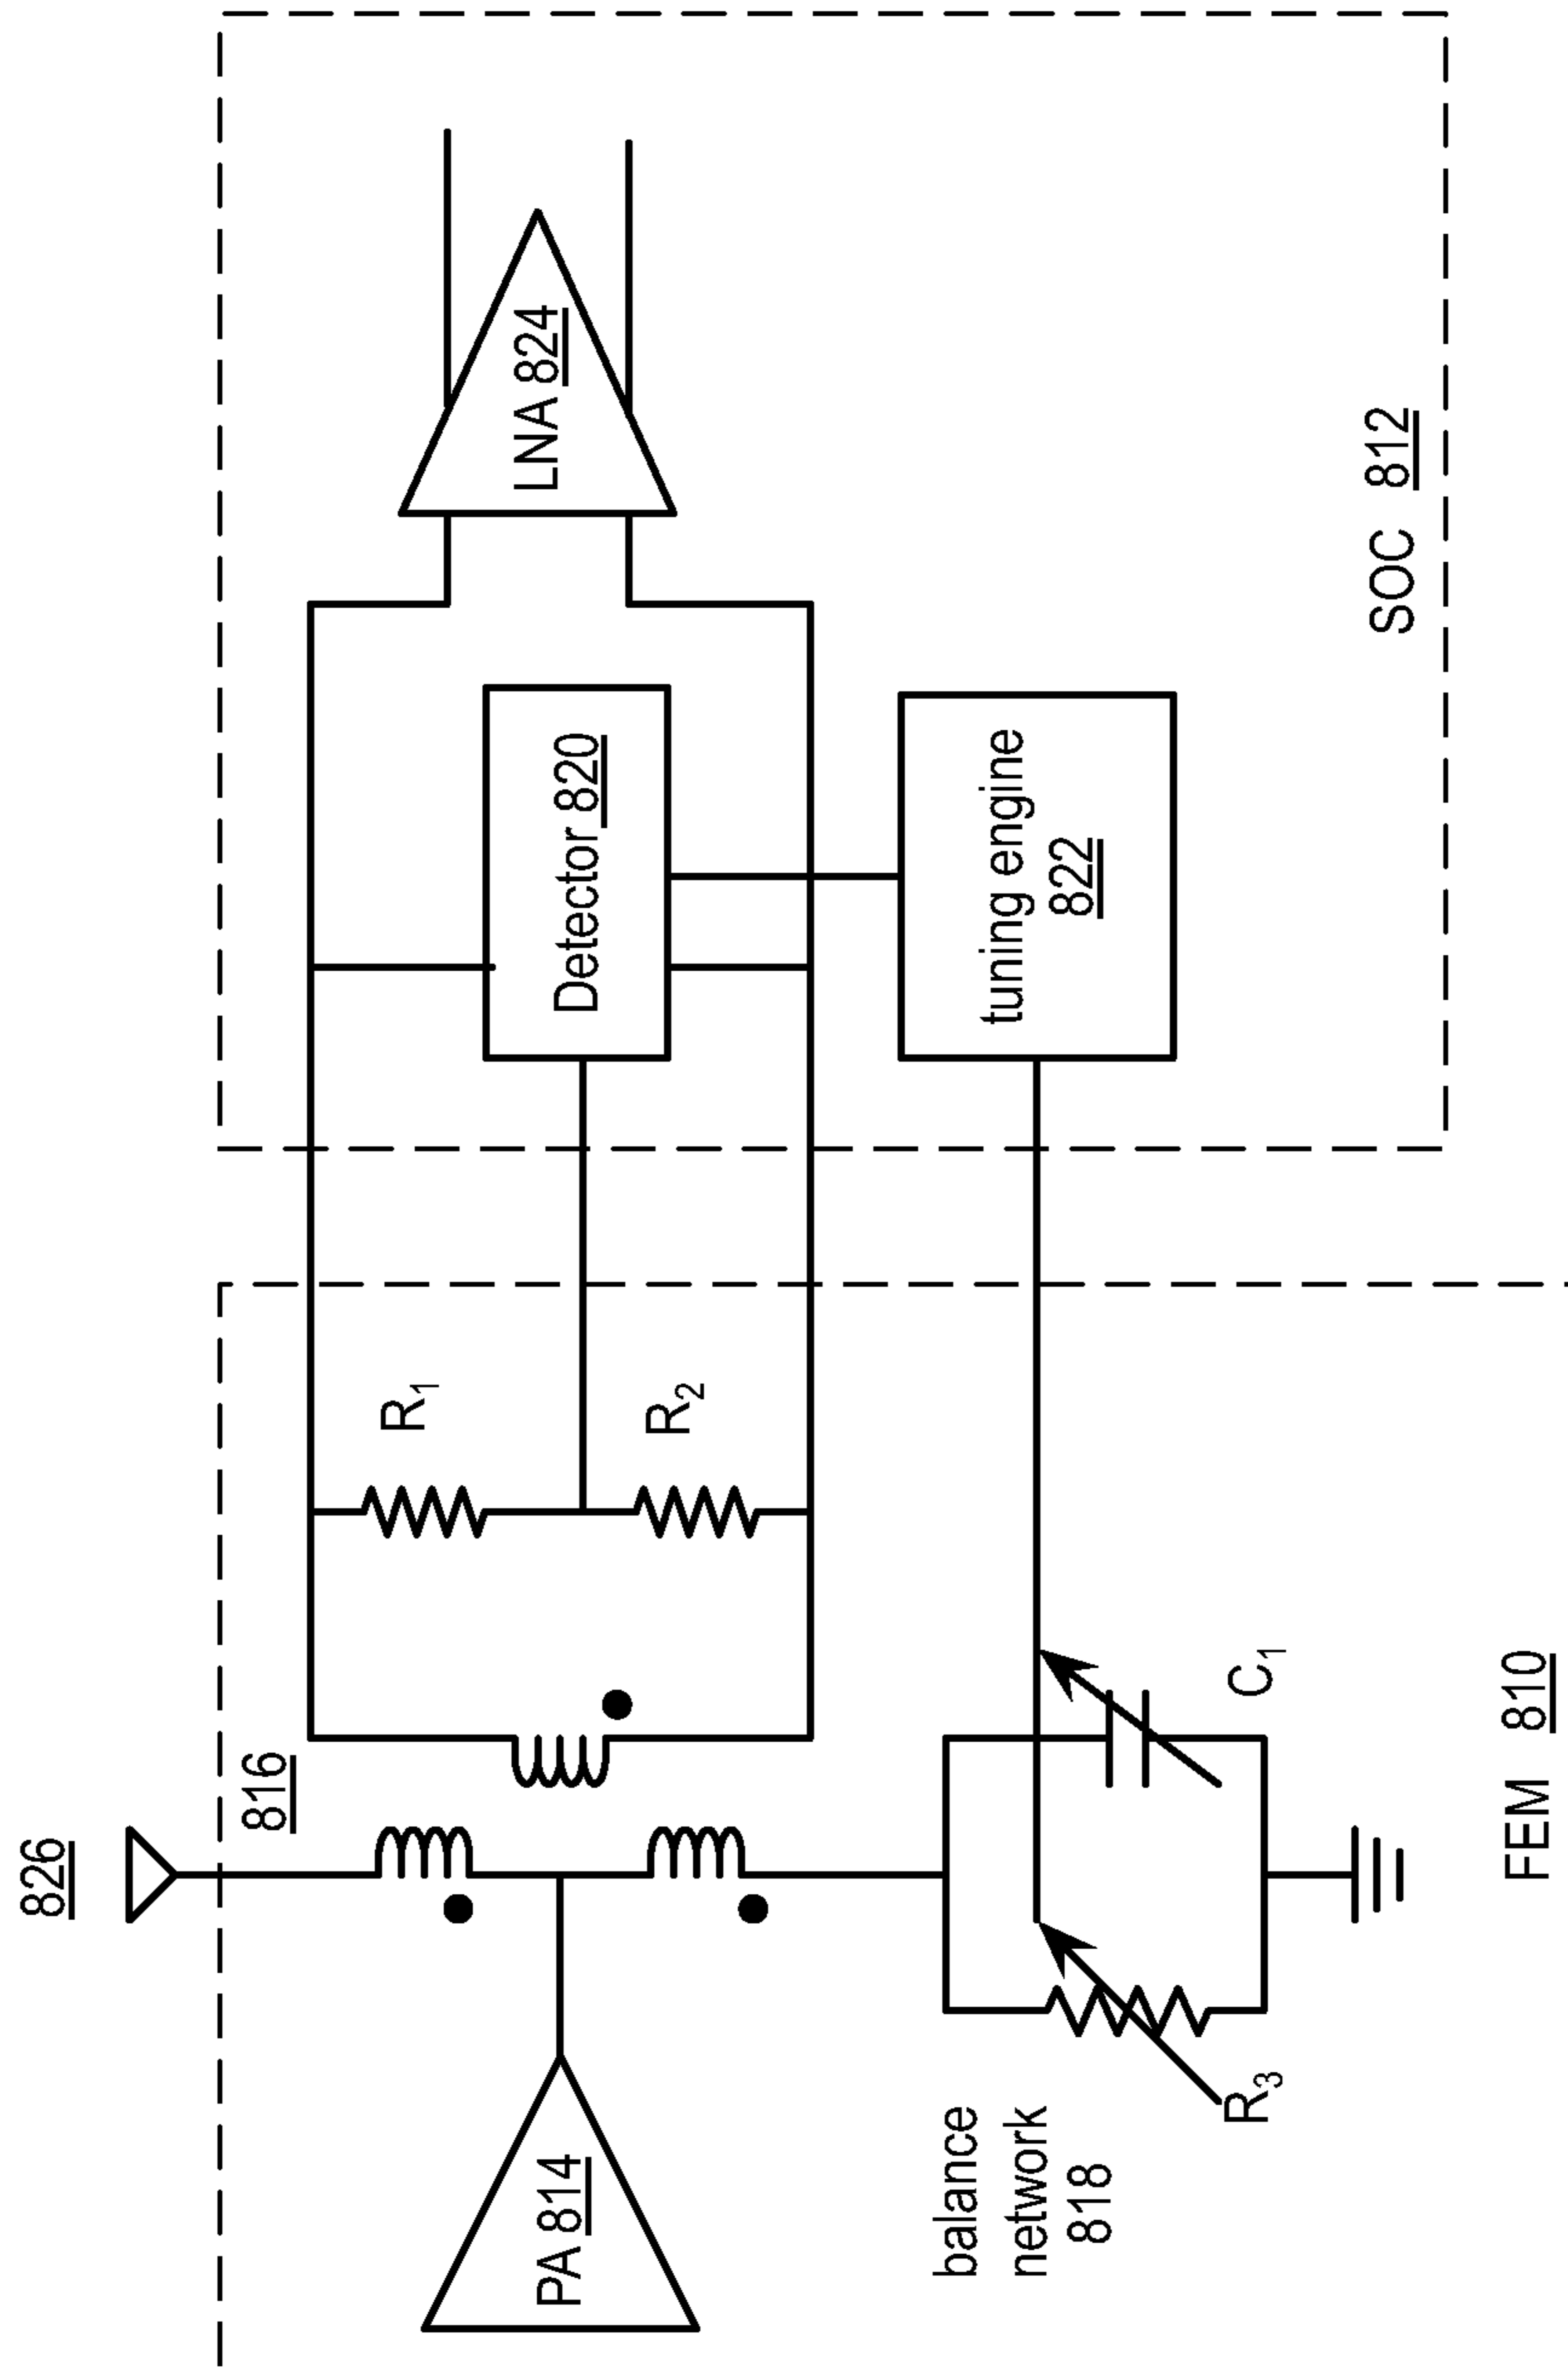 826
816
R1
R2
PA 814
Detector 820
LNA 824
tuning engine
822
balance
network
818
R3
C1
FEM 810
SOC 812